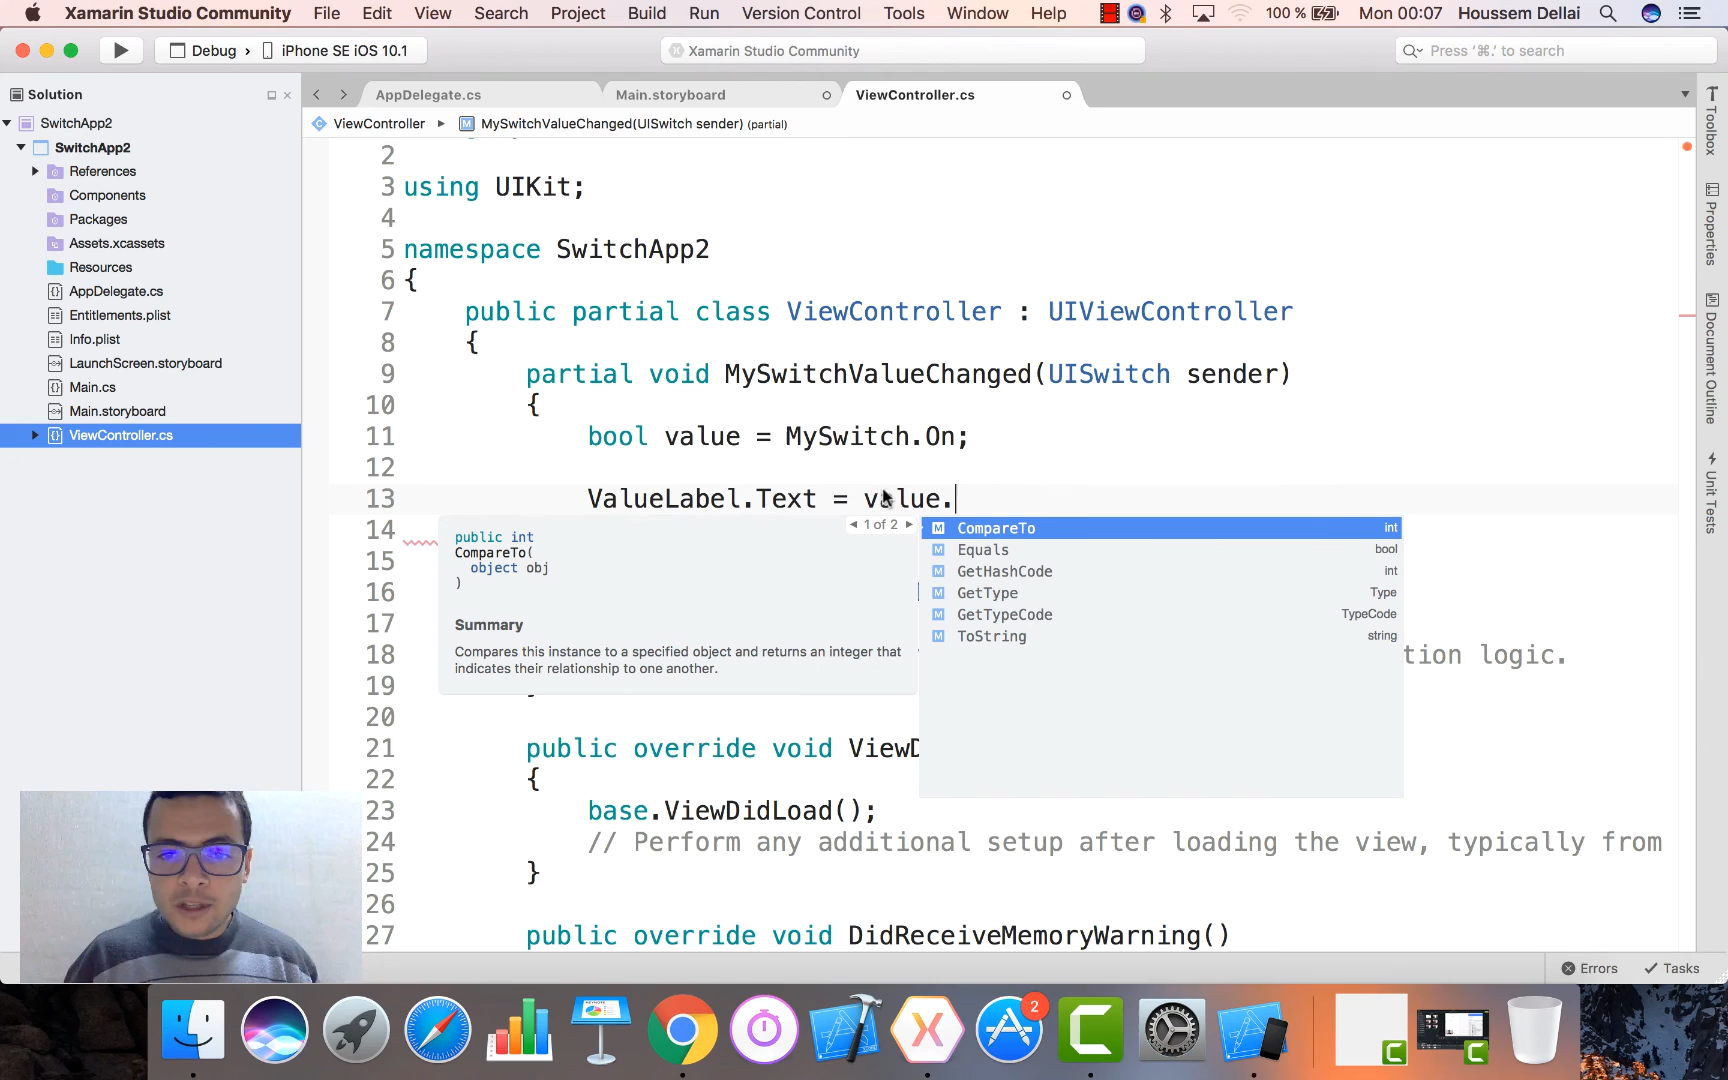 Xamarin Studio Community File Edit View Search Project Build Run Version Control Tools Window Help 100 % Mon 00:07 Houssem Dellai
Debug › iPhone SE iOS 10.1 Xamarin Studio Community Press '⌘.' to search
Solution
AppDelegate.cs Main.storyboard ViewController.cs
ViewController MySwitchValueChanged(UISwitch sender) (partial)
SwitchApp2
SwitchApp2
References
Components
Packages
Assets.xcassets
Resources
AppDelegate.cs
Entitlements.plist
Info.plist
LaunchScreen.storyboard
Main.cs
Main.storyboard
ViewController.cs
2
3 using UIKit;
4
5 namespace SwitchApp2
6 {
7 public partial class ViewController : UIViewController
8 {
9 partial void MySwitchValueChanged(UISwitch sender)
10 {
11 bool value = MySwitch.On;
12
13 ValueLabel.Text = value.
14
15
16
17
18 tion logic.
19
20
21 public override void ViewD
22 {
23 base.ViewDidLoad();
24 // Perform any additional setup after loading the view, typically from
25 }
26
27 public override void DidReceiveMemoryWarning()
1 of 2
public int
CompareTo(
object obj
)
Summary
Compares this instance to a specified object and returns an integer that
indicates their relationship to one another.
M CompareTo int
M Equals bool
M GetHashCode int
M GetType Type
M GetTypeCode TypeCode
M ToString string
Toolbox
Properties
Document Outline
Unit Tests
Errors Tasks
KEYNOTE
2